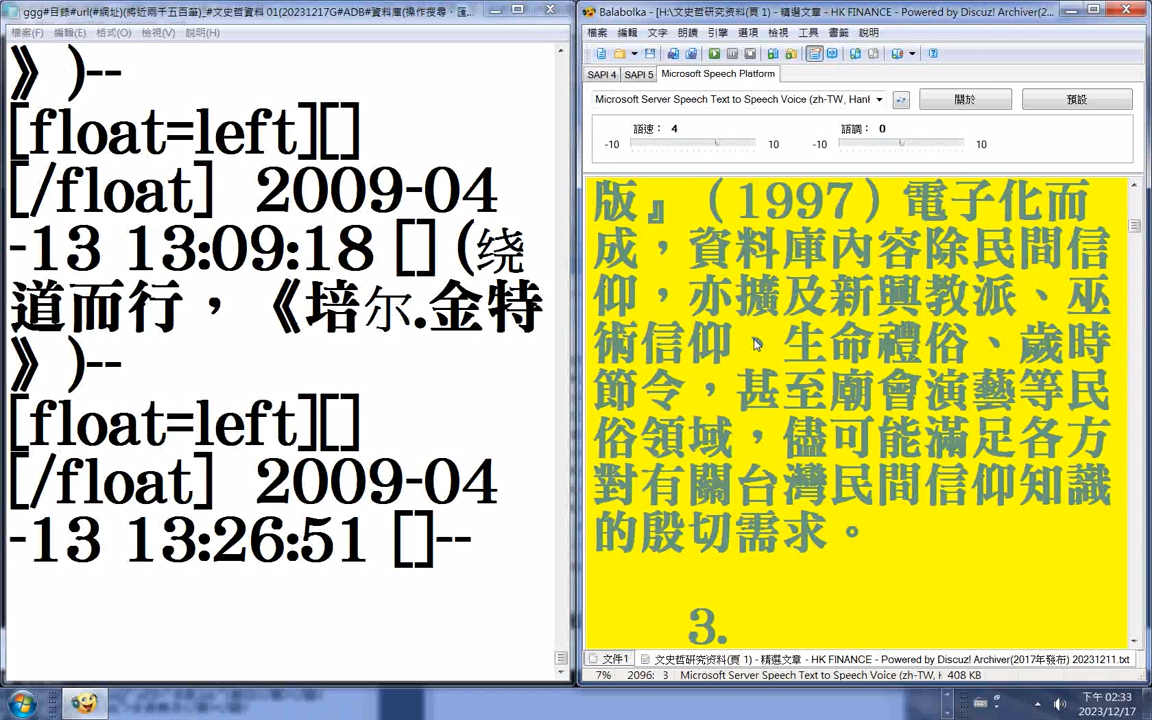 ggg#目錄#url(#網址)(將近兩千五百筆)_#文史哲資料 01(20231217G#ADB#資料庫(操作搜尋、匯...
檔案(F) 編輯(E) 格式(O) 檢視(V) 說明(H)
》)--
[float=left][]
[/float] 2009-04
-13 13:09:18 [] (绕
道而行，《培尔.金特
》)--
[float=left][]
[/float] 2009-04
-13 13:26:51 []--
Balabolka - [H:\文史哲研究资料(頁 1) - 精選文章 - HK FINANCE - Powered by Discuz! Archiver(2...
檔案 編輯 文字 朗讀 引擎 選項 檢視 工具 書籤 說明
SAPI 4 SAPI 5 Microsoft Speech Platform
Microsoft Server Speech Text to Speech Voice (zh-TW, Hanl
關於 預設
語速： 4 語調： 0
-10 10 -10 10
版』（1997）電子化而
成，資料庫內容除民間信
仰，亦擴及新興教派、巫
術信仰、生命禮俗、歲時
節令，甚至廟會演藝等民
俗領域，儘可能滿足各方
對有關台灣民間信仰知識
的殷切需求。
3.
文件1 文史哲研究资料(頁 1) - 精選文章 - HK FINANCE - Powered by Discuz! Archiver(2017年發布) 20231211.txt
7% 2096: 3 Microsoft Server Speech Text to Speech Voice (zh-TW, H 408 KB
下午 02:33
2023/12/17